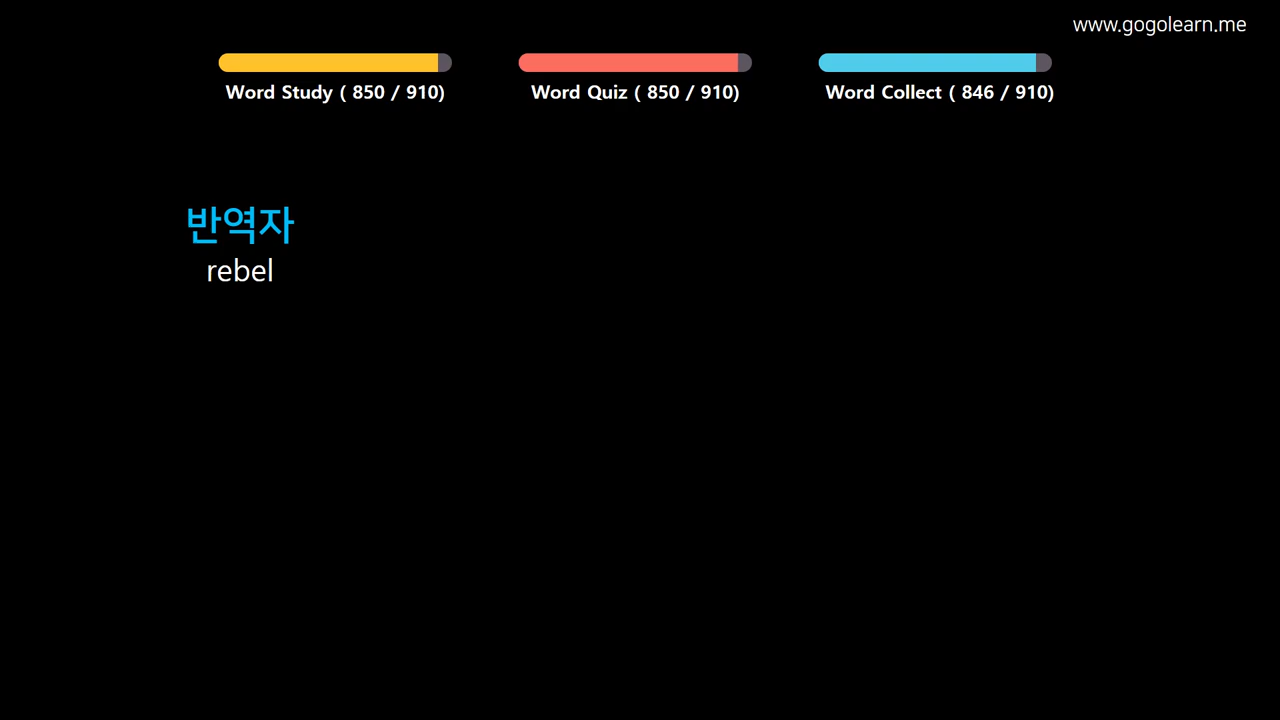 www.gogolearn.me
Word Study ( 850 / 910)
Word Quiz ( 850 / 910)
Word Collect ( 846 / 910)
반역자
rebel